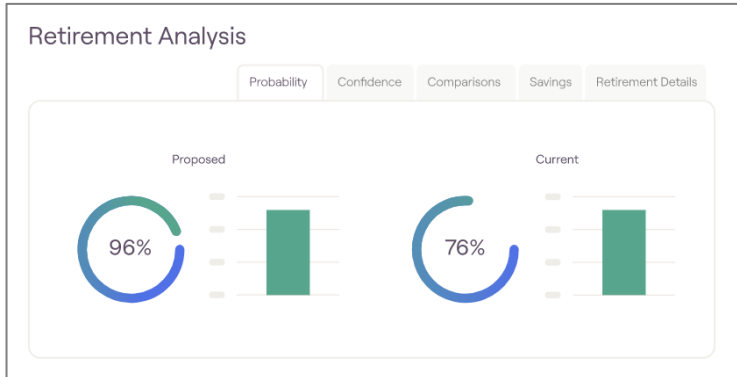 Retirement Analysis
Probability Confidence Comparisons Savings Retirement Details
Proposed Current
96% 76%